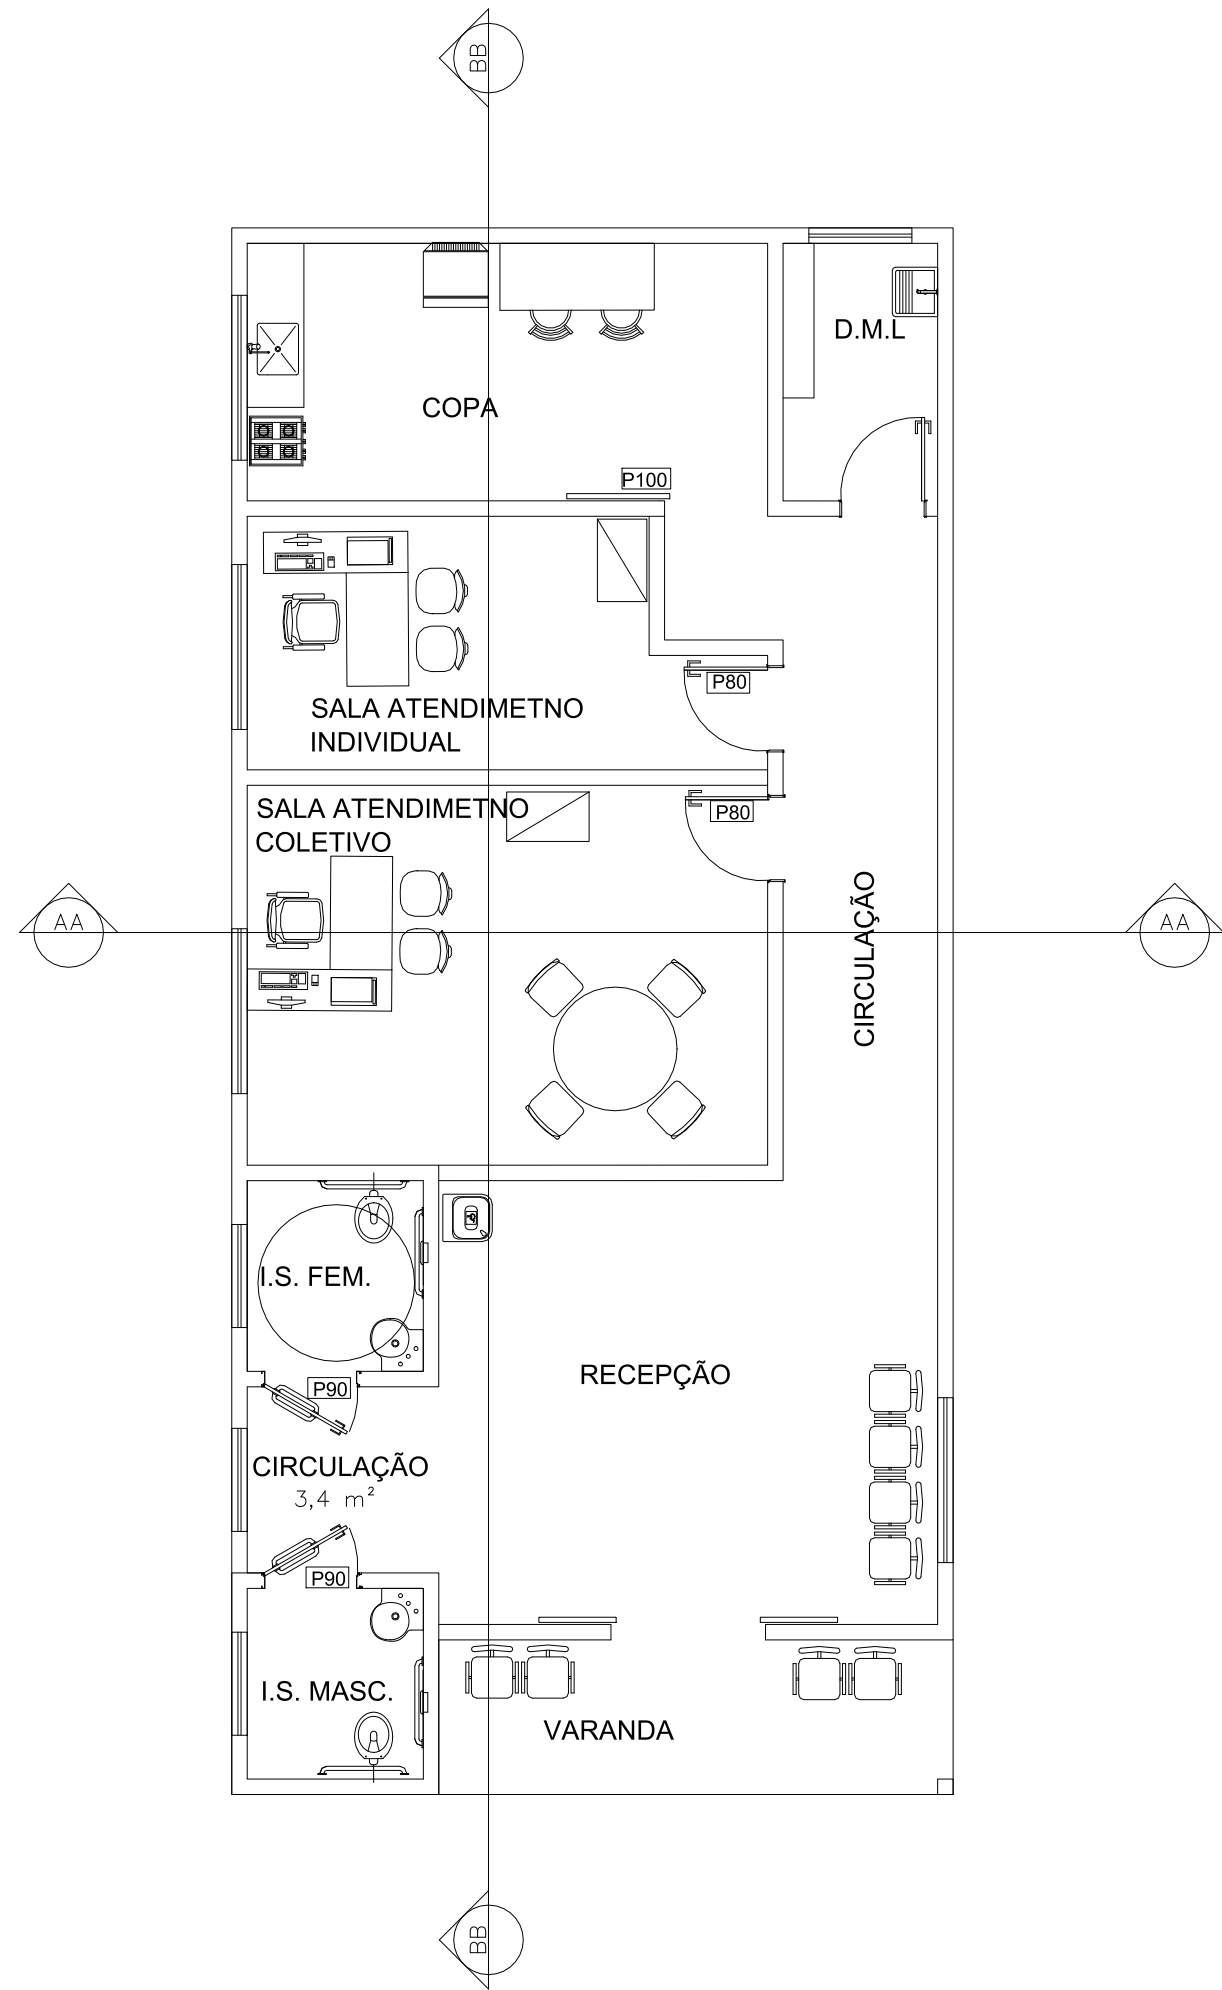 BB
D.M.L
COPA
P100
P80
SALA ATENDIMETNO
INDIVIDUAL
SALA ATENDIMETNO
COLETIVO
P80
AA
CIRCULAÇÃO
AA
I.S. FEM.
RECEPÇÃO
P90
CIRCULAÇÃO
3,4 m²
P90
I.S. MASC.
VARANDA
BB